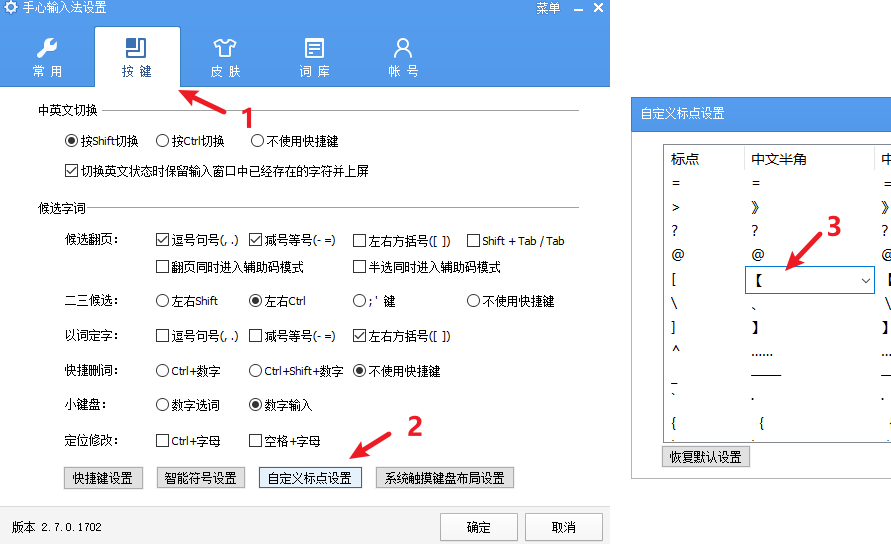 手心输入法设置 菜单
常 用 按 键 皮 肤 词 库 帐 号
1
中英文切换
按Shift切换 按Ctrl切换 不使用快捷键
切换英文状态时保留输入窗口中已经存在的字符并上屏
候选字词
候选翻页： 逗号句号(, .) 减号等号(- =) 左右方括号([ ]) Shift + Tab / Tab
翻页同时进入辅助码模式 半选同时进入辅助码模式
二三候选： 左右Shift 左右Ctrl ; ' 键 不使用快捷键
以词定字： 逗号句号(, .) 减号等号(- =) 左右方括号([ ])
快捷删词： Ctrl+数字 Ctrl+Shift+数字 不使用快捷键
小键盘： 数字选词 数字输入
定位修改： Ctrl+字母 空格+字母
2
快捷键设置 智能符号设置 自定义标点设置 系统触摸键盘布局设置
版本 2.7.0.1702 确定 取消
自定义标点设置
标点 中文半角 中
= = =
> 》 》
3
? ? ?
@ @ @
[ 【 【
\ 、 \
] 】 】
^ …… ...
_ —— —
` · ·
{ {
恢复默认设置